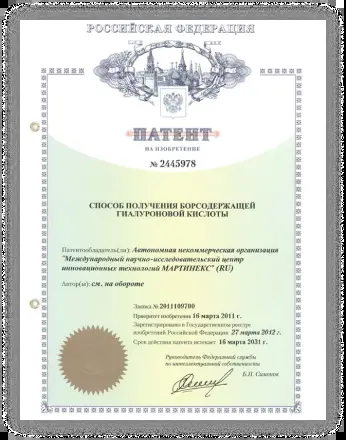 РОССИЙСКАЯ ФЕДЕРАЦИЯ
ПАТЕНТ
НА ИЗОБРЕТЕНИЕ
№ 2445978
СПОСОБ ПОЛУЧЕНИЯ БОРСОДЕРЖАЩЕЙ
ГИАЛУРОНОВОЙ КИСЛОТЫ
Патентообладатель(ли): Автономная некоммерческая организация
"Международный научно-исследовательский центр
инновационных технологий МАРТИНЕКС" (RU)
Автор(ы): см. на обороте
Заявка № 2011109700
Приоритет изобретения 16 марта 2011 г.
Зарегистрировано в Государственном реестре
изобретений Российской Федерации 27 марта 2012 г.
Срок действия патента истекает 16 марта 2031 г.
Руководитель Федеральной службы
по интеллектуальной собственности
Б.П. Симонов